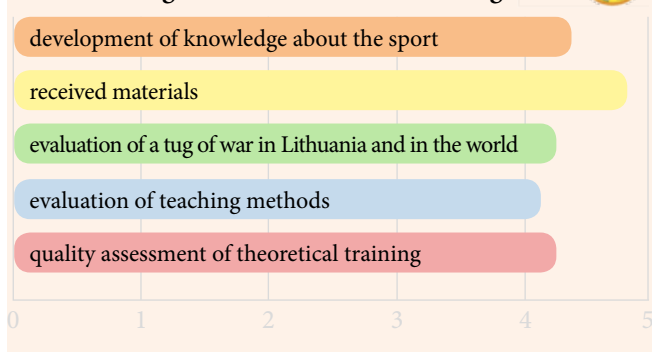 development of knowledge about the sport
received materials
evaluation of a tug of war in Lithuania and in the world
evaluation of teaching methods
quality assessment of theoretical training
0 1 2 3 4 5